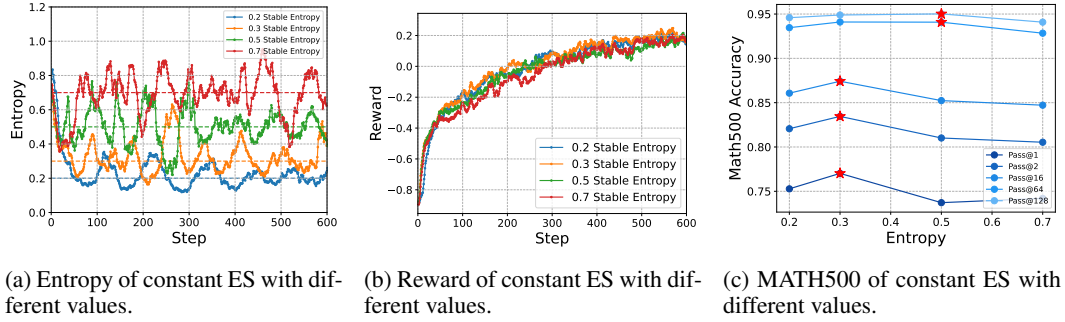 1.0
0.8
0.6
0.4
0.2
0.0
Entropy
0.2 Stable Entropy
0.3 Stable Entropy
0.5 Stable Entropy
0.7 Stable Entropy
0 100 200 300 400 500 600
Step
0.2
0.0
−0.2
−0.4
−0.6
−0.8
Reward
0.2 Stable Entropy
0.3 Stable Entropy
0.5 Stable Entropy
0.7 Stable Entropy
0 100 200 300 400 500 600
Step
0.95
0.90
0.85
0.80
0.75
Math500 Accuracy
Pass@1
Pass@2
Pass@16
Pass@64
Pass@128
0.2 0.3 0.4 0.5 0.6 0.7
Entropy
(a) Entropy of constant ES with dif-
ferent values.
(b) Reward of constant ES with dif-
ferent values.
(c) MATH500 of constant ES with
different values.